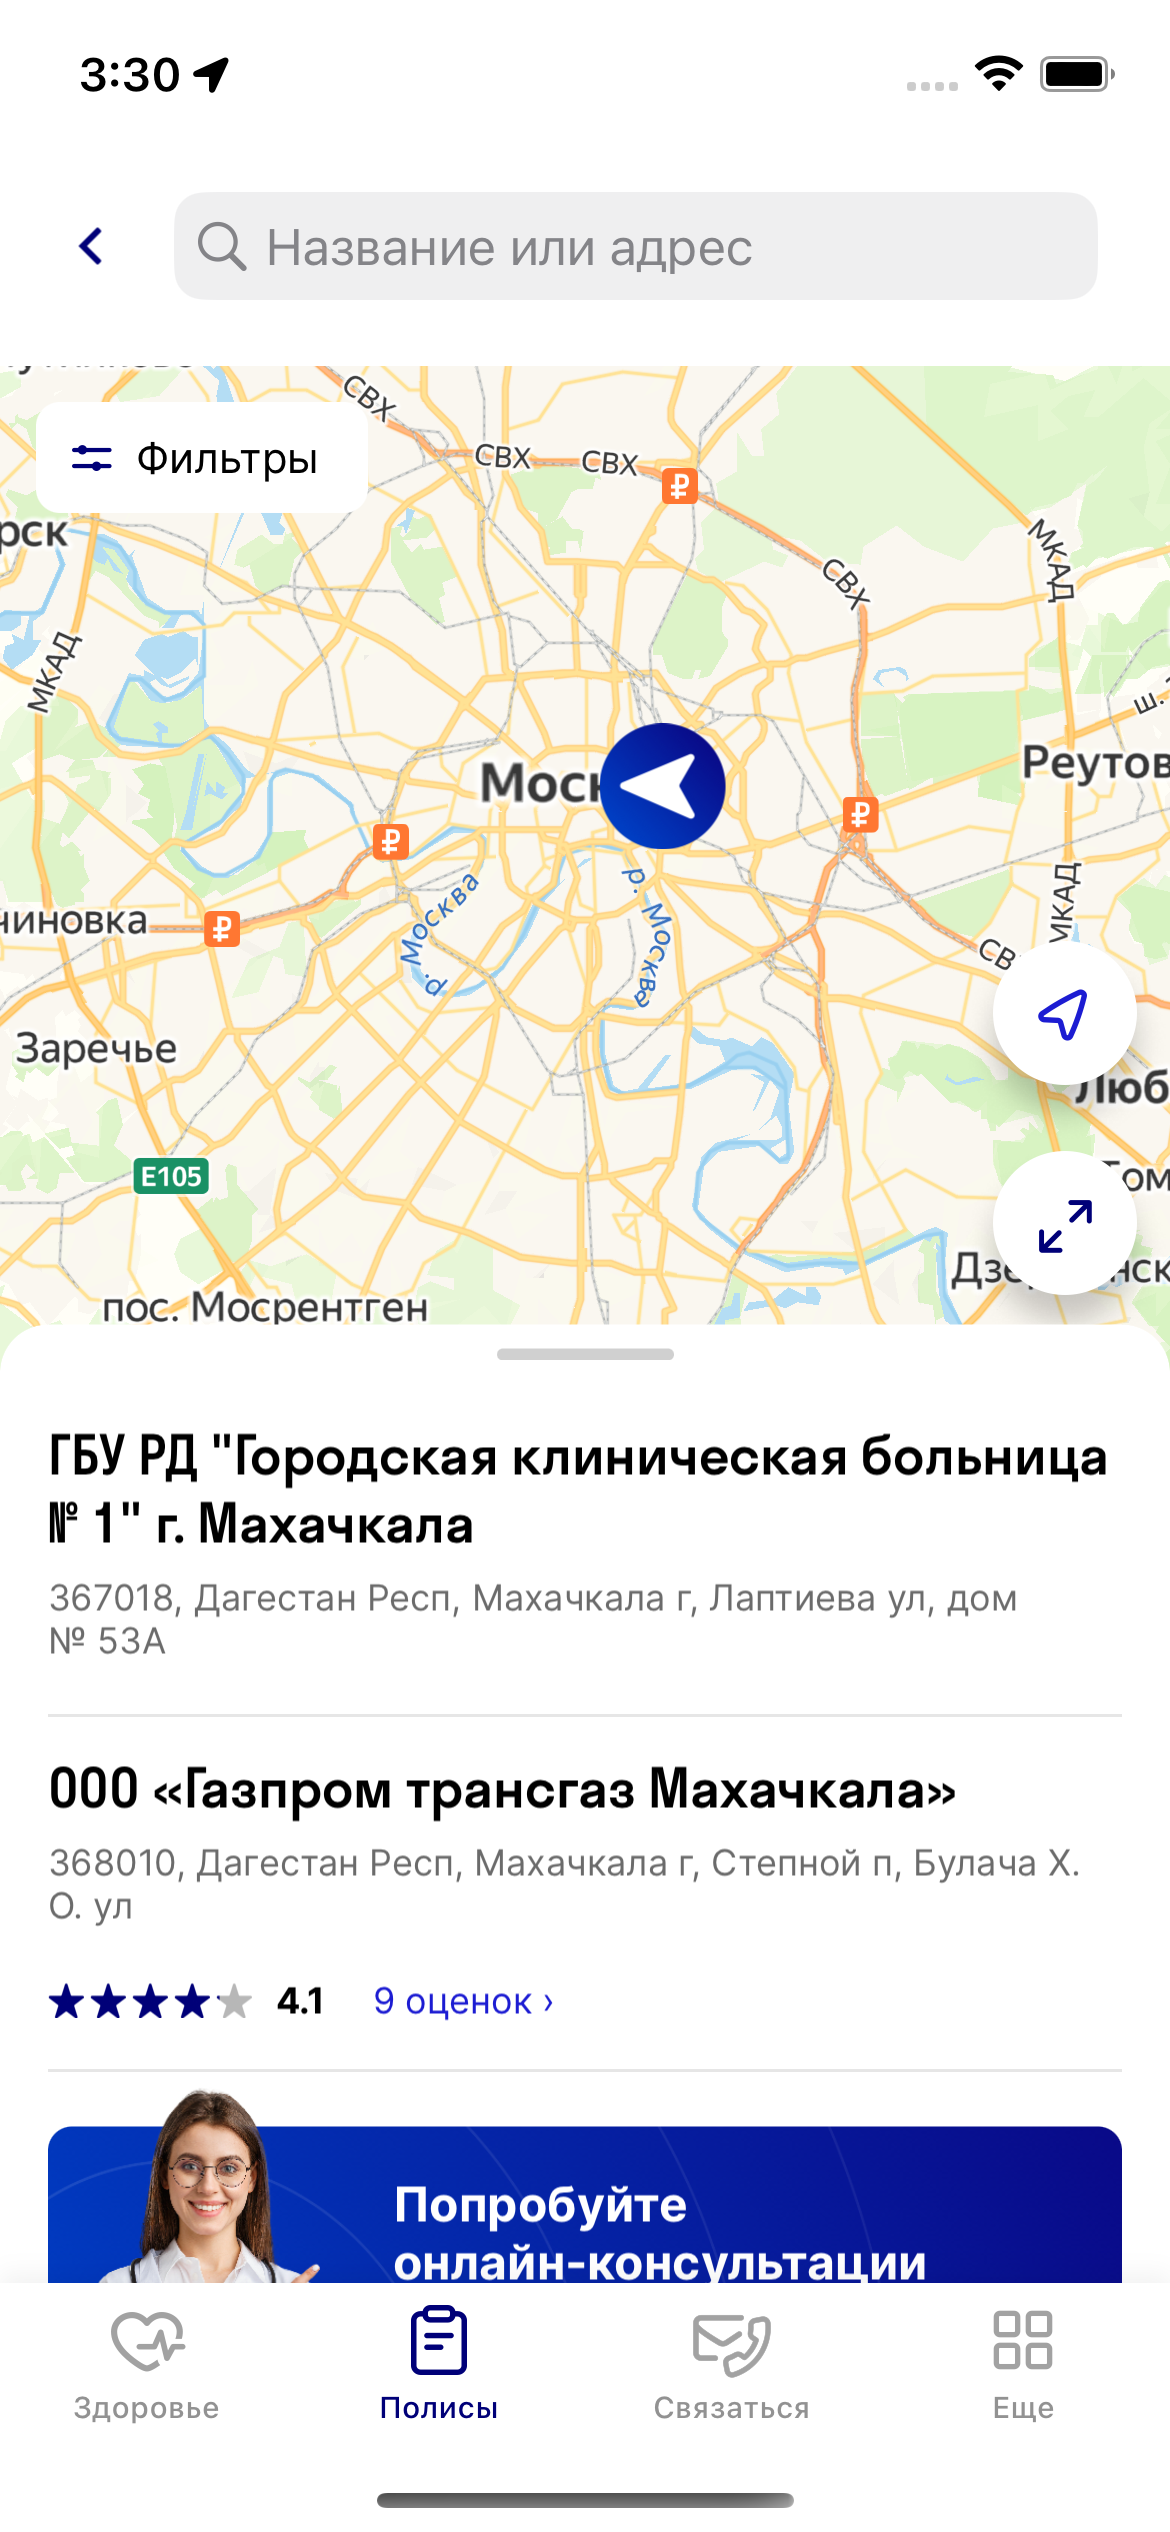 3:30
Название или адрес
Фильтры
СВХ
СВХ
СВХ
₽
рск
СВХ
МКАД
МКАД
ш.
Реутов
Моск
₽
₽
р. Москва
р. Москва
МКАД
чиновка
₽
СВ
Заречье
Люб
E105
Том
Дзе
нск
пос. Мосрентген
ГБУ РД "Городская клиническая больница
№ 1" г. Махачкала
367018, Дагестан Респ, Махачкала г, Лаптиева ул, дом
№ 53А
ООО «Газпром трансгаз Махачкала»
368010, Дагестан Респ, Махачкала г, Степной п, Булача Х.
О. ул
4.1 9 оценок ›
Попробуйте
онлайн-консультации
Здоровье
Полисы
Связаться
Еще